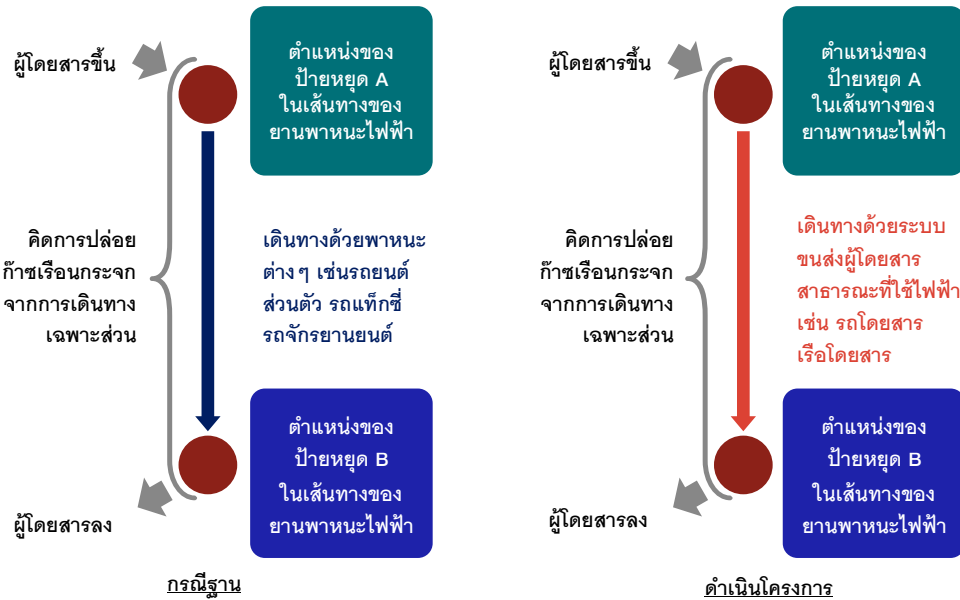 ผู้โดยสารขึ้น
ตำแหน่งของ
ป้ายหยุด A
ในเส้นทางของ
ยานพาหนะไฟฟ้า
คิดการปล่อย
ก๊าซเรือนกระจก
จากการเดินทาง
เฉพาะส่วน
เดินทางด้วยพาหนะ
ต่างๆ เช่นรถยนต์
ส่วนตัว รถแท็กซี่
รถจักรยานยนต์
ตำแหน่งของ
ป้ายหยุด B
ในเส้นทางของ
ยานพาหนะไฟฟ้า
ผู้โดยสารลง
กรณีฐาน
ผู้โดยสารขึ้น
ตำแหน่งของ
ป้ายหยุด A
ในเส้นทางของ
ยานพาหนะไฟฟ้า
คิดการปล่อย
ก๊าซเรือนกระจก
จากการเดินทาง
เฉพาะส่วน
เดินทางด้วยระบบ
ขนส่งผู้โดยสาร
สาธารณะที่ใช้ไฟฟ้า
เช่น รถโดยสาร
เรือโดยสาร
ตำแหน่งของ
ป้ายหยุด B
ในเส้นทางของ
ยานพาหนะไฟฟ้า
ผู้โดยสารลง
ดำเนินโครงการ